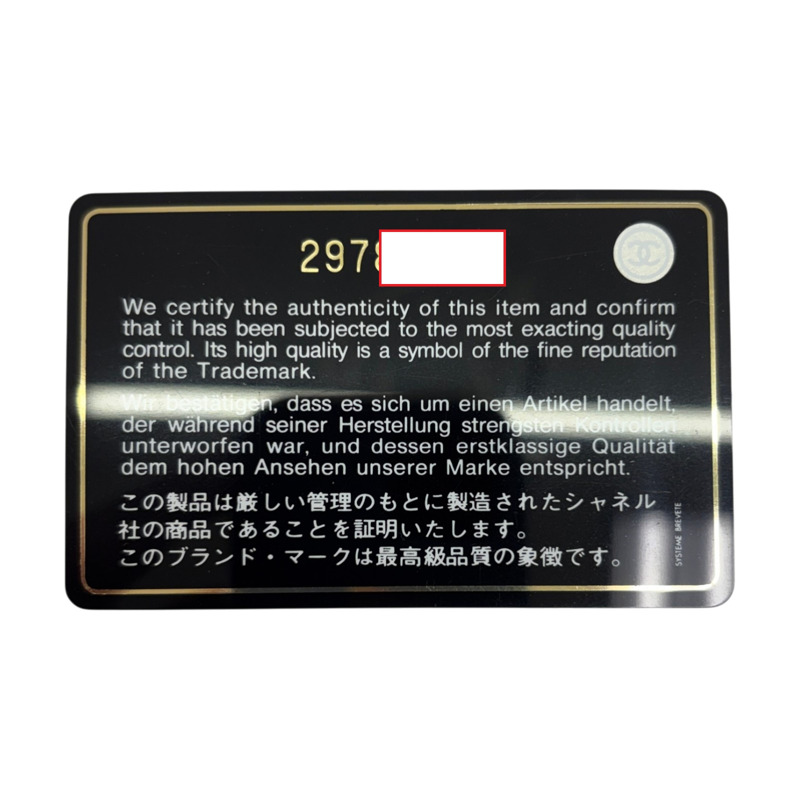 297
We certify the authenticity of this item and confirm
that it has been subjected to the most exacting quality
control. Its high quality is a symbol of the fine reputation
of the Trademark.
Wir bestätigen, dass es sich um einen Artikel handelt,
der während seiner Herstellung strengsten Kontrollen
unterworfen war, und dessen erstklassige Qualität
dem hohen Ansehen unserer Marke entspricht.
この製品は厳しい管理のもとに製造されたシャネル
社の商品であることを証明いたします。
このブランド・マークは最高級品質の象徴です。
SYSTEME BREVETE